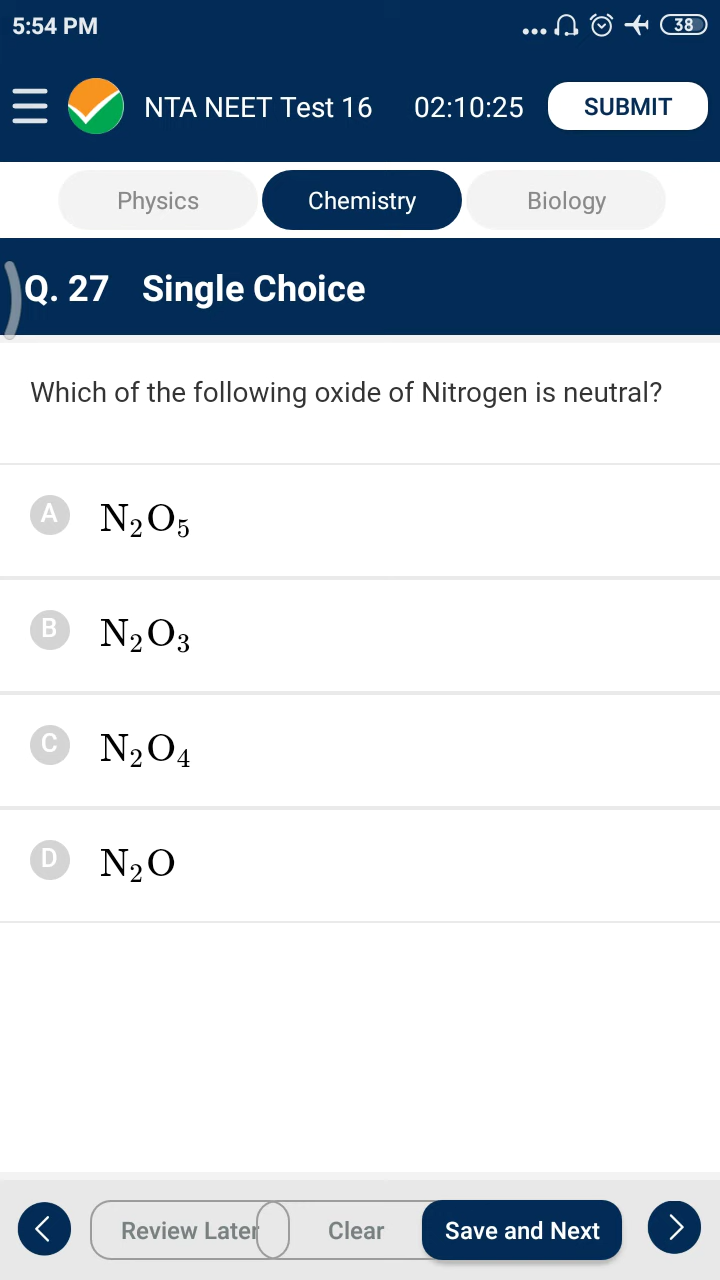 5:54 PM
38
NTA NEET Test 16 02:10:25 SUBMIT
Physics Chemistry Biology
Q. 27 Single Choice
Which of the following oxide of Nitrogen is neutral?
A N₂O₅
B N₂O₃
C N₂O₄
D N₂O
Review Later Clear Save and Next